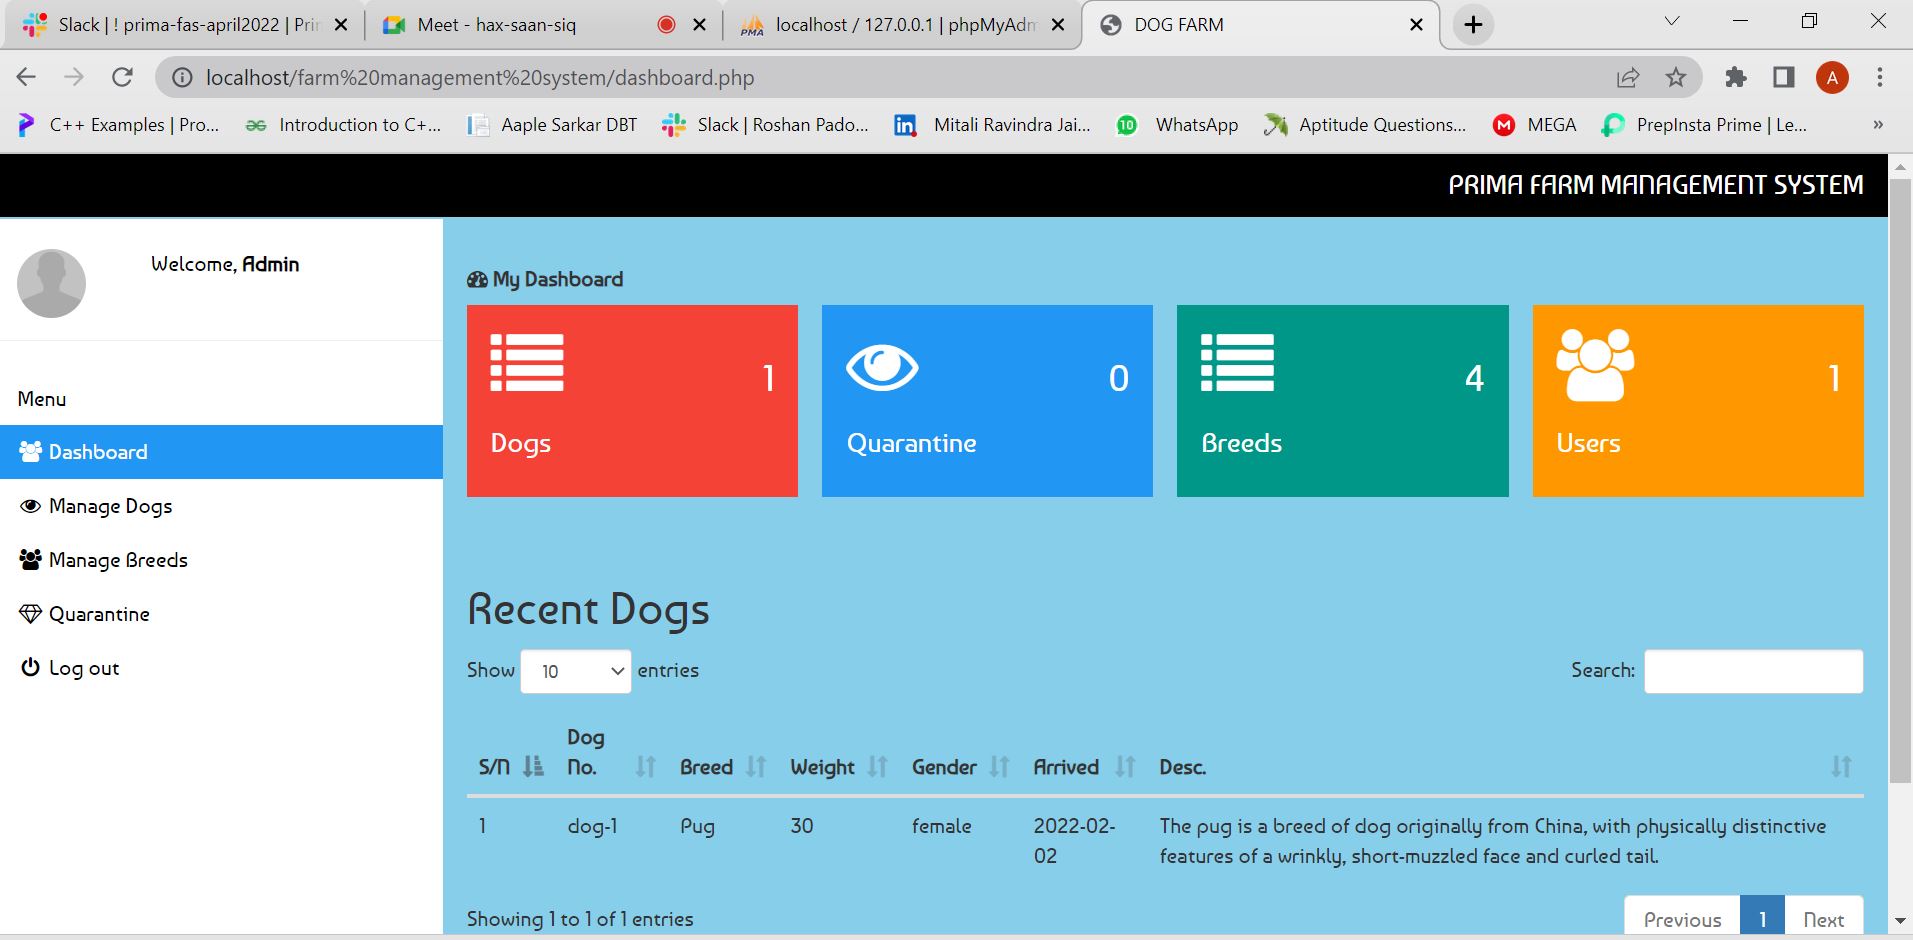 Slack | ! prima-fas-april2022 | Prin
Meet - hax-saan-siq
PMA
localhost / 127.0.0.1 | phpMyAdm
DOG FARM
localhost/farm%20management%20system/dashboard.php
A
C++ Examples | Pro...
Introduction to C+...
Aaple Sarkar DBT
Slack | Roshan Pado...
in
Mitali Ravindra Jai...
10
WhatsApp
Aptitude Questions...
M
MEGA
PrepInsta Prime | Le...
»
PRIMA FARM MANAGEMENT SYSTEM
Welcome, Admin
Menu
Dashboard
Manage Dogs
Manage Breeds
Quarantine
Log out
My Dashboard
1
Dogs
0
Quarantine
4
Breeds
1
Users
Recent Dogs
Show 10 entries
Search:
S/N Dog No. Breed Weight Gender Arrived Desc.
1 dog-1 Pug 30 female 2022-02-02 The pug is a breed of dog originally from China, with physically distinctive
features of a wrinkly, short-muzzled face and curled tail.
Showing 1 to 1 of 1 entries
Previous 1 Next